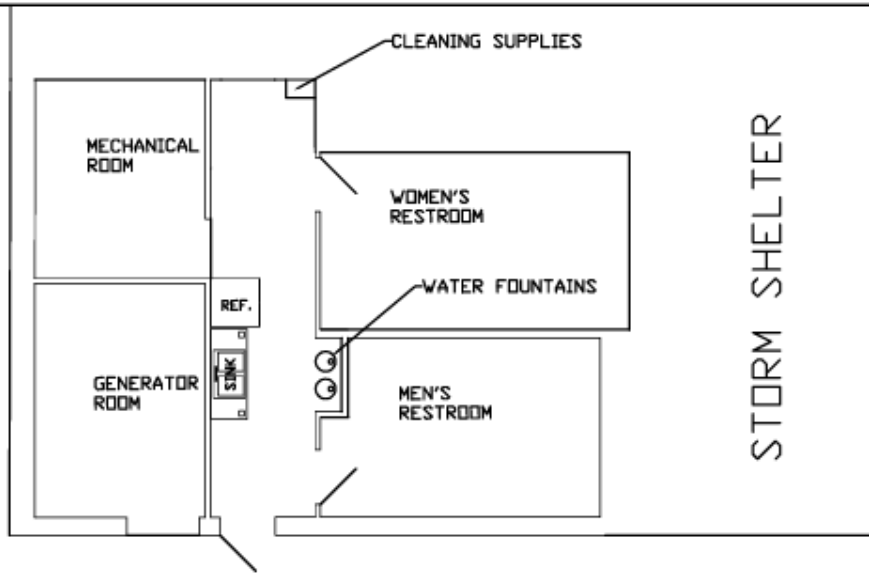 CLEANING SUPPLIES
MECHANICAL
ROOM
WOMEN'S
RESTROOM
WATER FOUNTAINS
REF.
SINK
GENERATOR
ROOM
MEN'S
RESTROOM
STORM SHELTER